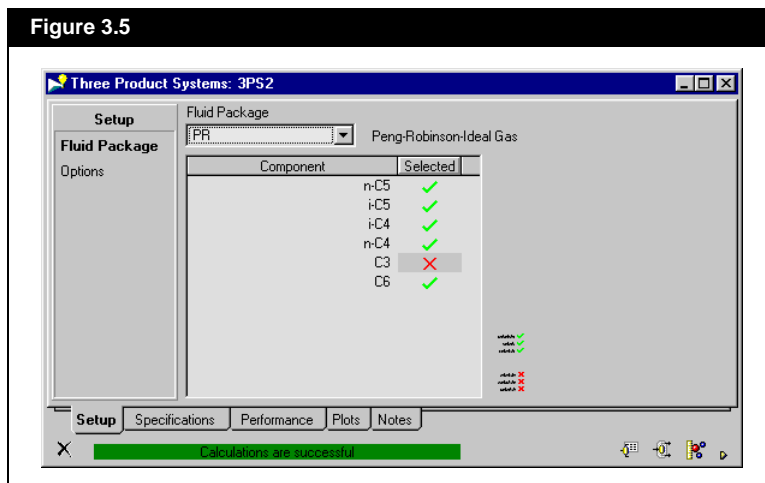 Figure 3.5
Three Product Systems: 3PS2
Setup
Fluid Package
Options
Fluid Package
PR
Peng-Robinson-Ideal Gas
Component Selected
n-C5
i-C5
i-C4
n-C4
C3
C6
Setup Specifications Performance Plots Notes
Calculations are successful